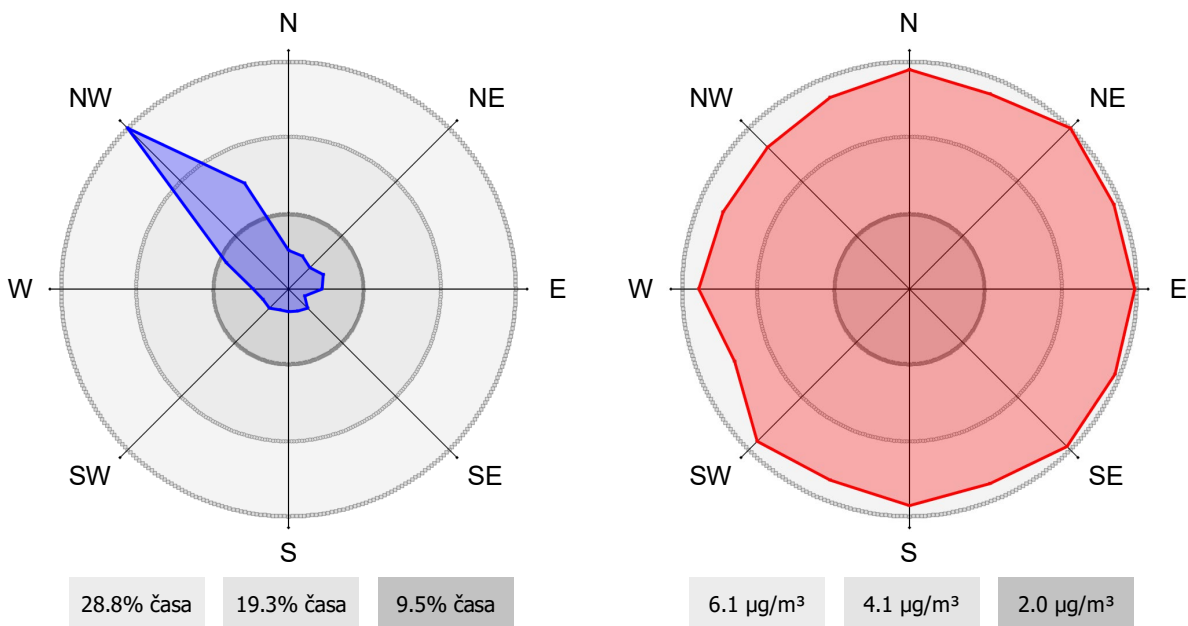 N
NW NE
W E
SW SE
S
28.8% časa 19.3% časa 9.5% časa
N
NW NE
W E
SW SE
S
6.1 µg/m³ 4.1 µg/m³ 2.0 µg/m³